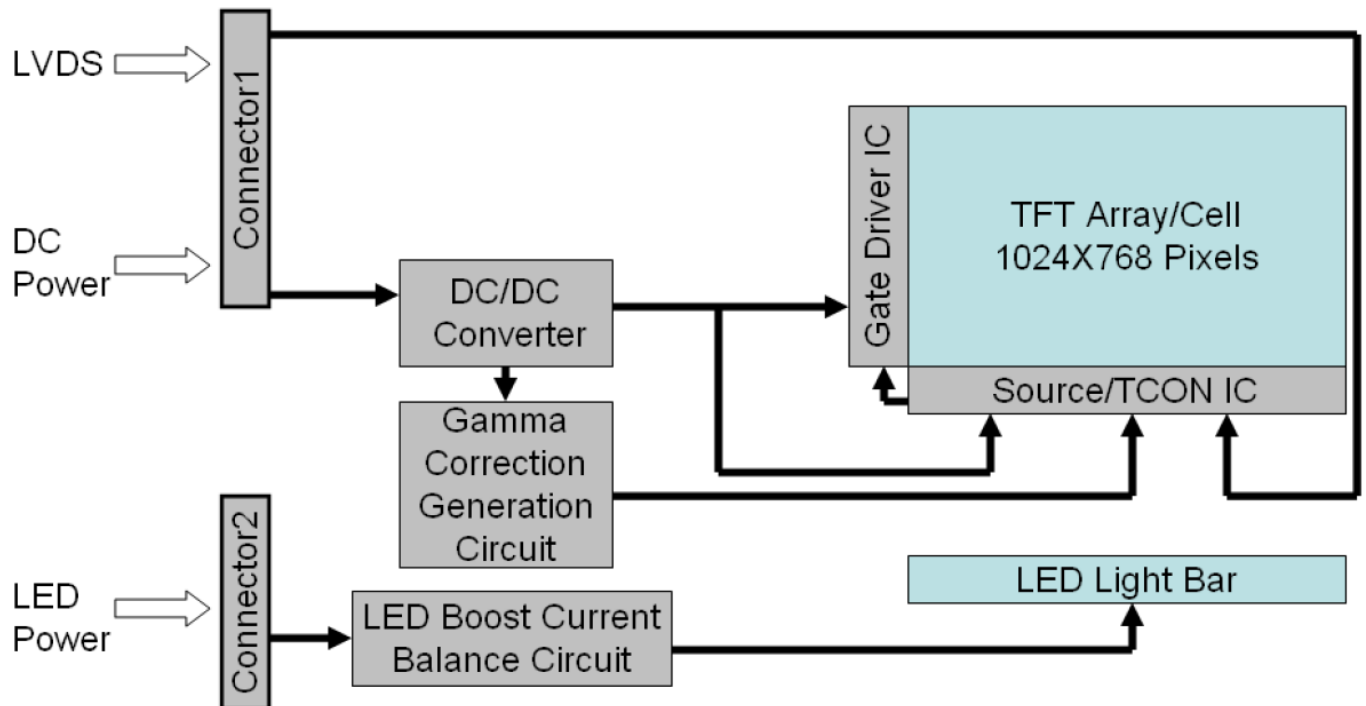 LVDS
Connector1
DC
Power
DC/DC
Converter
Gate Driver IC
TFT Array/Cell
1024X768 Pixels
Source/TCON IC
Gamma
Correction
Generation
Circuit
LED
Power
Connector2
LED Boost Current
Balance Circuit
LED Light Bar